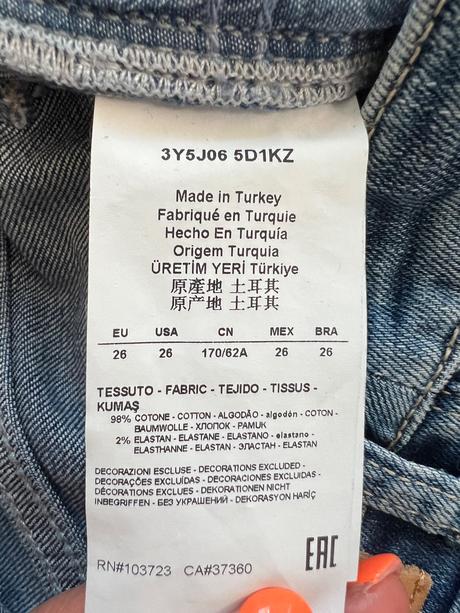 3Y5J06 5D1KZ
Made in Turkey
Fabriqué en Turquie
Hecho En Turquía
Origem Turquia
ÜRETİM YERİ Türkiye
原產地 土耳其
原产地 土耳其
EU USA CN MEX BRA
26 26 170/62A 26 26
TESSUTO - FABRIC - TEJIDO - TISSUS -
KUMAŞ
98% COTONE - COTTON - ALGODÃO - algodón - COTON -
BAUMWOLLE - ХЛОПОК - PAMUK
2% ELASTAN - ELASTANE - ELASTANO - elastano -
ELASTHANNE - ELASTAN - ЭЛАСТАН - ELASTAN
DECORAZIONI ESCLUSE - DECORATIONS EXCLUDED -
DECORAÇÕES EXCLUÍDAS - DECORACIONES EXCLUIDAS -
DÉCORATIONS EXCLUES - DEKORATIONEN NICHT
INBEGRIFFEN - БЕЗ УКРАШЕНИЙ - DEKORASYON HARİÇ
EAC
RN#103723 CA#37360